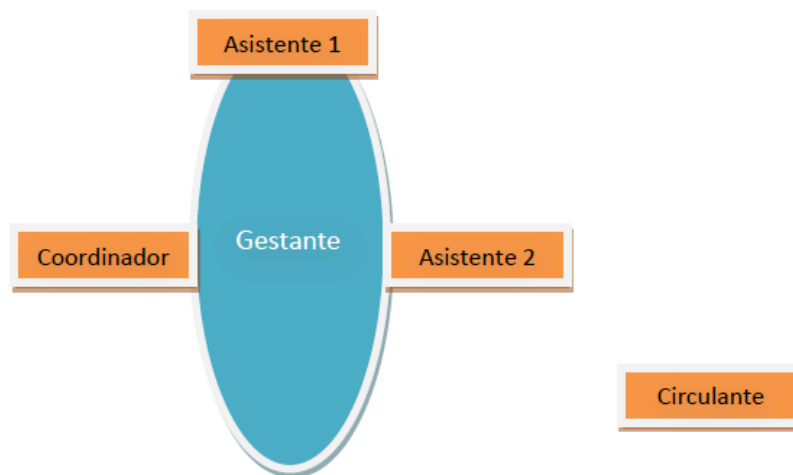 Asistente 1
Gestante
Coordinador
Asistente 2
Circulante